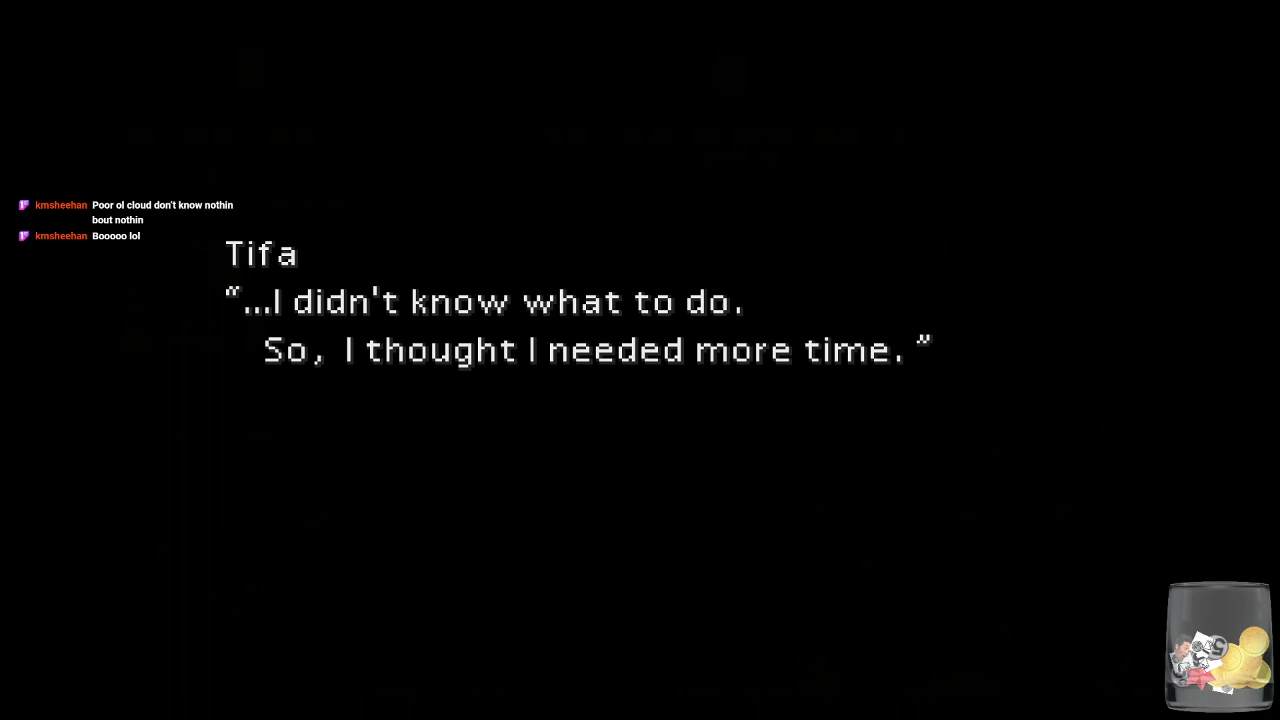 kmsheehan Poor ol cloud don't know nothin
bout nothin
kmsheehan Booooo lol
Tifa
“...I didn't know what to do.
So, I thought I needed more time. ”